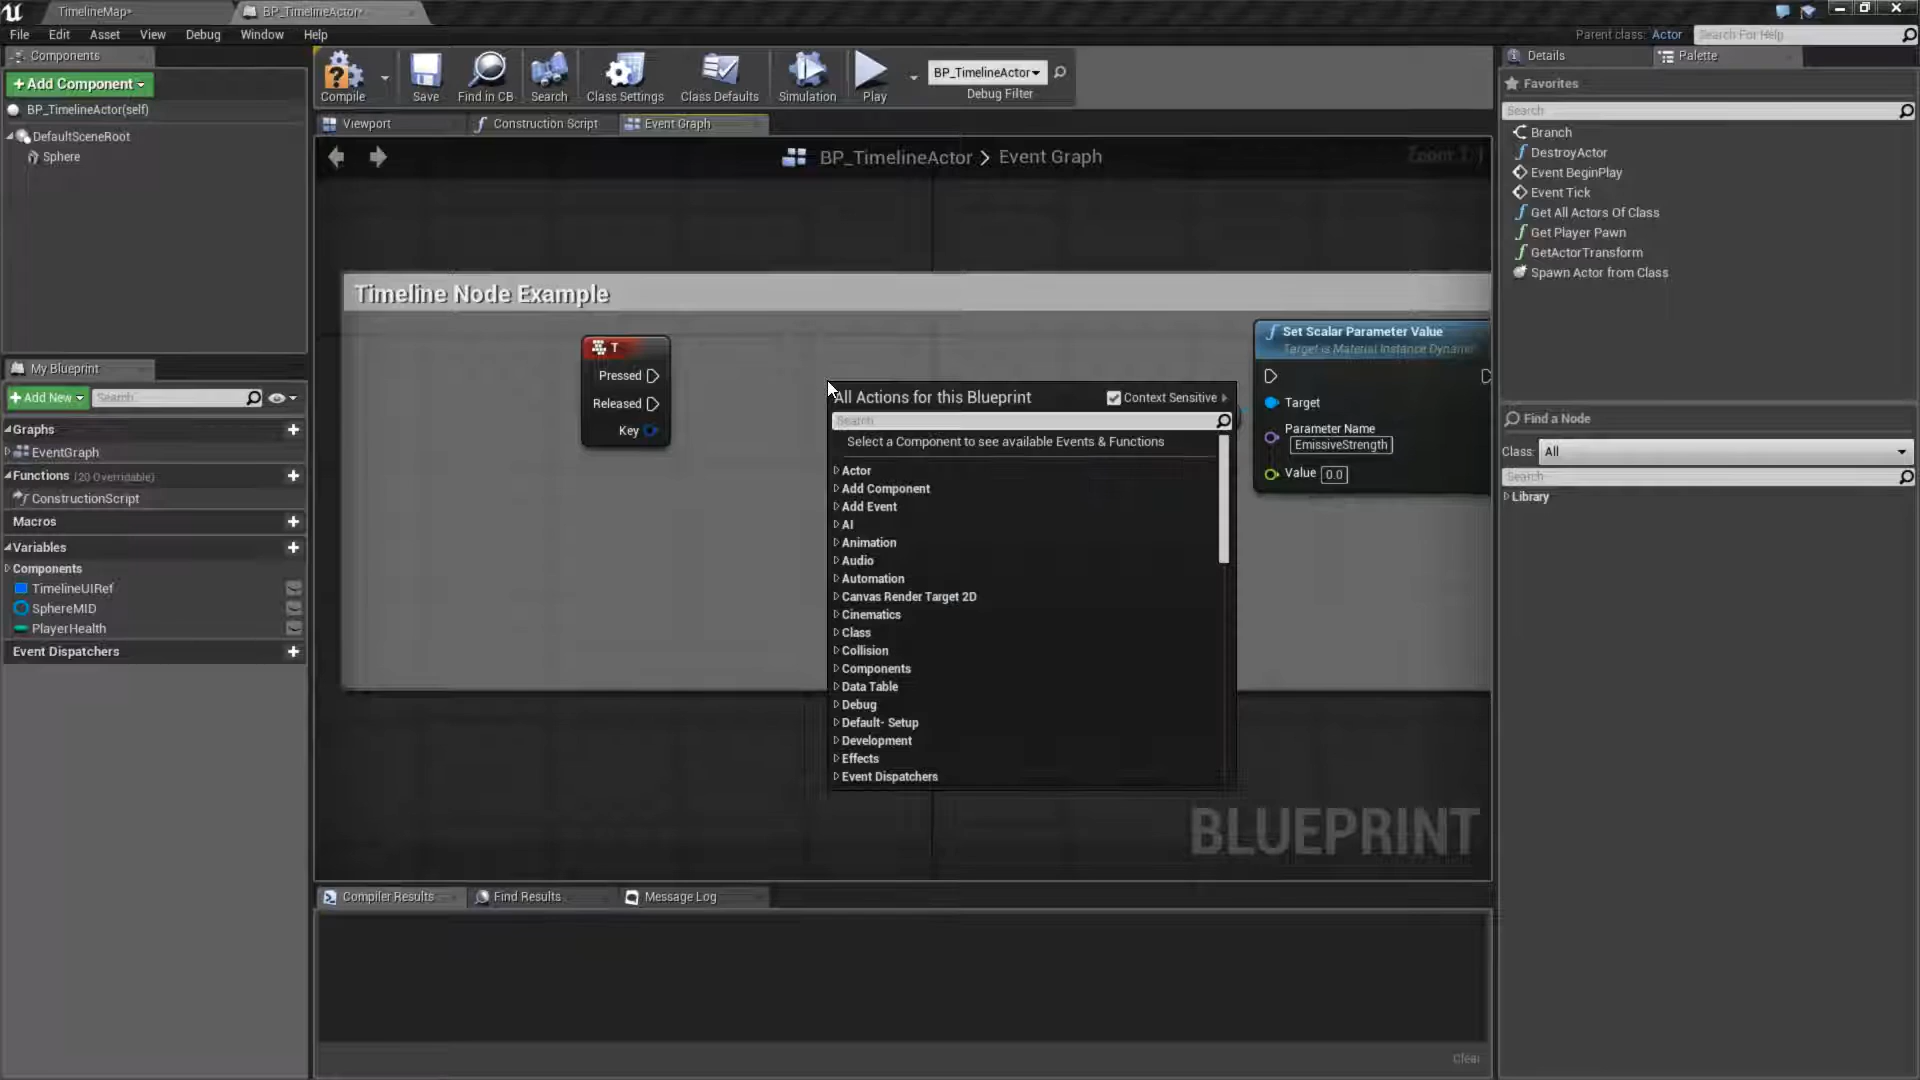 TimelineMap*
BP_TimelineActor*
File Edit Asset View Debug Window Help
Parent class: Actor
Search For Help
Components
+Add Component
BP_TimelineActor(self)
DefaultSceneRoot
Sphere
Compile
Save
Find in CB
Search
Class Settings
Class Defaults
Simulation
Play
BP_TimelineActor
Debug Filter
Viewport
Construction Script
Event Graph
BP_TimelineActor > Event Graph
Timeline Node Example
T
Pressed
Released
Key
Set Scalar Parameter Value
Target is Material Instance Dynamic
Target
Parameter Name
EmissiveStrength
Value 0.0
All Actions for this Blueprint
Context Sensitive
Search
Select a Component to see available Events & Functions
Actor
Add Component
Add Event
AI
Animation
Audio
Automation
Canvas Render Target 2D
Cinematics
Class
Collision
Components
Data Table
Debug
Default- Setup
Development
Effects
Event Dispatchers
BLUEPRINT
My Blueprint
+Add New
Search
Graphs
EventGraph
Functions (20 Overridable)
ConstructionScript
Macros
Variables
Components
TimelineUIRef
SphereMID
PlayerHealth
Event Dispatchers
Compiler Results
Find Results
Message Log
Clear
Details
Palette
Favorites
Search
Branch
DestroyActor
Event BeginPlay
Event Tick
Get All Actors Of Class
Get Player Pawn
GetActorTransform
Spawn Actor from Class
Find a Node
Class: All
Search
Library